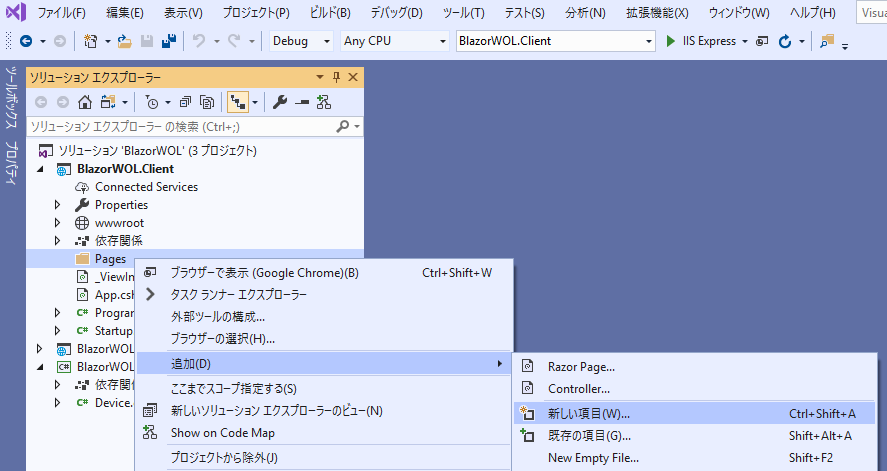 ファイル(F) 編集(E) 表示(V) プロジェクト(P) ビルド(B) デバッグ(D) ツール(T) テスト(S) 分析(N) 拡張機能(X) ウィンドウ(W) ヘルプ(H) Visua
Debug Any CPU BlazorWOL.Client IIS Express
ツールボックス
プロパティ
ソリューション エクスプローラー
ソリューション エクスプローラー の検索 (Ctrl+;)
ソリューション 'BlazorWOL' (3 プロジェクト)
BlazorWOL.Client
Connected Services
Properties
wwwroot
依存関係
Pages
_ViewIn
App.csh
Program
Startup
BlazorWOL
BlazorWOL
依存関係
Device.
ブラウザーで表示 (Google Chrome)(B) Ctrl+Shift+W
タスク ランナー エクスプローラー
外部ツールの構成...
ブラウザーの選択(H)...
追加(D)
ここまでスコープ指定する(S)
新しいソリューション エクスプローラーのビュー(N)
Show on Code Map
プロジェクトから除外(J)
Razor Page...
Controller...
新しい項目(W)... Ctrl+Shift+A
既存の項目(G)... Shift+Alt+A
New Empty File... Shift+F2